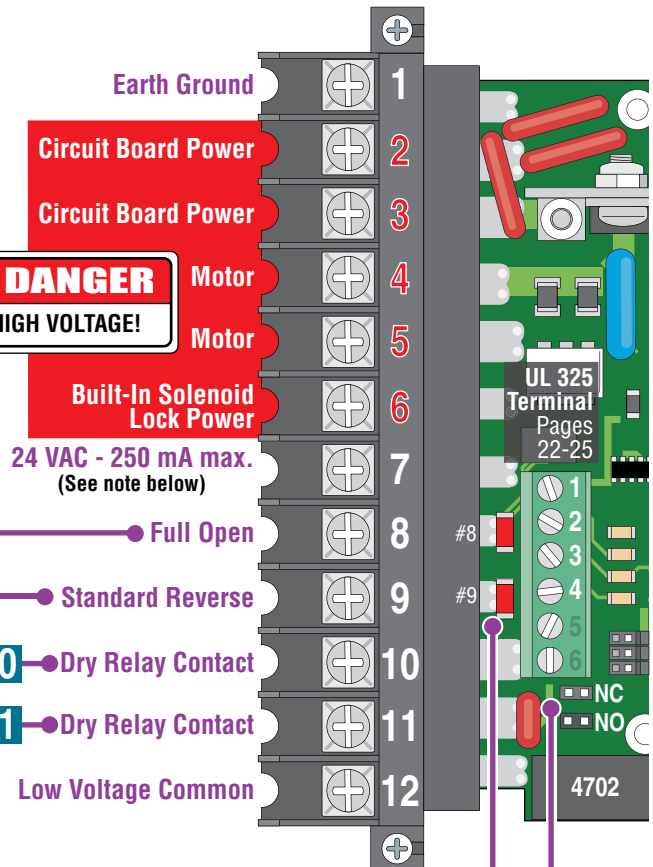 Earth Ground 1
Circuit Board Power 2
Circuit Board Power 3
DANGER
HIGH VOLTAGE!
Motor 4
Motor 5
Built-In Solenoid
Lock Power 6
24 VAC - 250 mA max. 7
(See note below)
Full Open 8
Standard Reverse 9
0 Dry Relay Contact 10
1 Dry Relay Contact 11
Low Voltage Common 12
UL 325
Terminal
Pages
22-25
1
2
3
4
5
6
#8
#9
NC
NO
4702